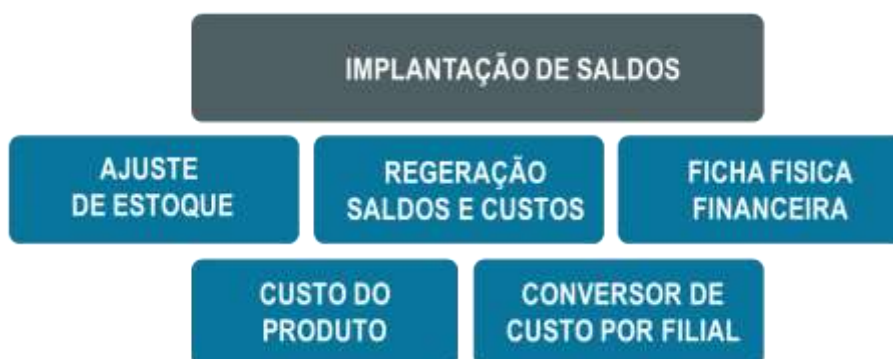 IMPLANTAÇÃO DE SALDOS
AJUSTE
DE ESTOQUE
REGERAÇÃO
SALDOS E CUSTOS
FICHA FISICA
FINANCEIRA
CUSTO DO
PRODUTO
CONVERSOR DE
CUSTO POR FILIAL